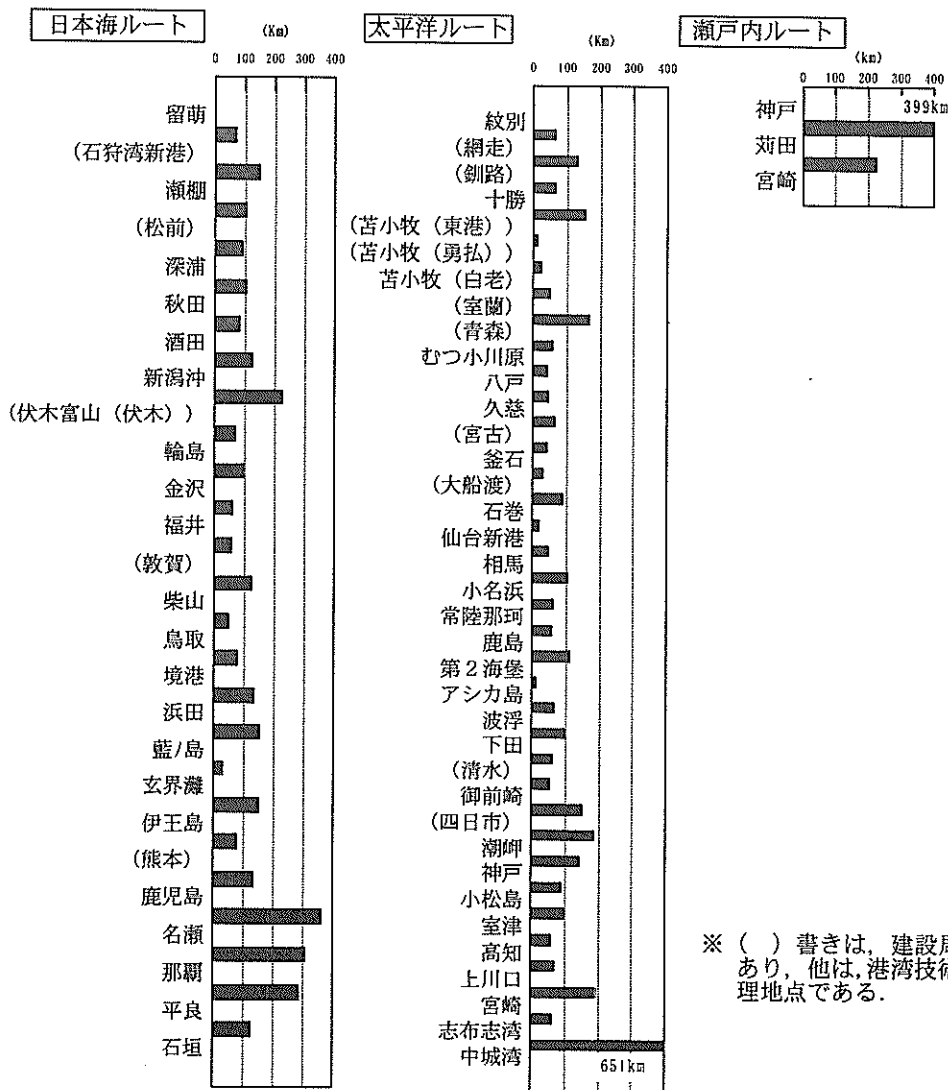 日本海ルート
(Km)
0 100 200 300 400
留萌
(石狩湾新港)
瀬棚
(松前)
深浦
秋田
酒田
新潟沖
(伏木富山(伏木))
輪島
金沢
福井
(敦賀)
柴山
鳥取
境港
浜田
藍ノ島
玄界灘
伊王島
(熊本)
鹿児島
名瀬
那覇
平良
石垣
太平洋ルート
(Km)
0 100 200 300 400
紋別
(網走)
(釧路)
十勝
(苫小牧(東港))
(苫小牧(勇払))
苫小牧(白老)
(室蘭)
(青森)
むつ小川原
八戸
久慈
(宮古)
釜石
(大船渡)
石巻
仙台新港
相馬
小名浜
常陸那珂
鹿島
第2海堡
アシカ島
波浮
下田
(清水)
御前崎
(四日市)
潮岬
神戸
小松島
室津
高知
上川口
宮崎
志布志湾
中城湾
651km
瀬戸内ルート
(km)
0 100 200 300 400
神戸
399km
苅田
宮崎
※ ( )書きは,建設
あり,他は,港湾技
理地点である.